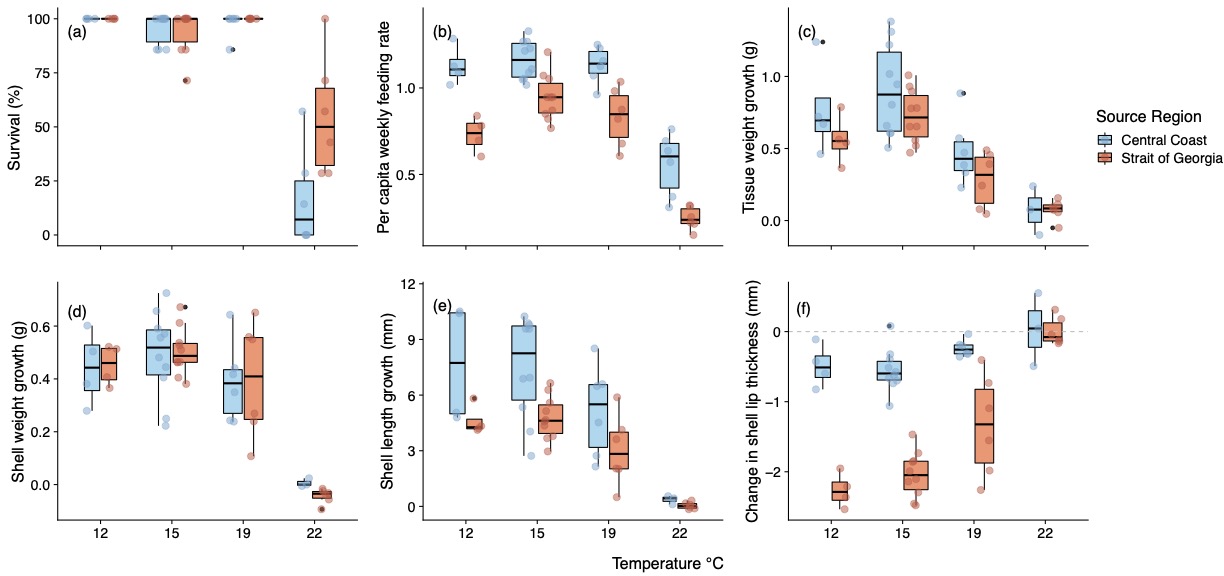 (a)
Survival (%)
100
75
50
25
0
(b)
Per capita weekly feeding rate
1.0
0.5
(c)
Tissue weight growth (g)
1.0
0.5
0.0
Source Region
Central Coast
Strait of Georgia
(d)
Shell weight growth (g)
0.6
0.4
0.2
0.0
12 15 19 22
(e)
Shell length growth (mm)
12
9
6
3
0
12 15 19 22
(f)
Change in shell lip thickness (mm)
0
−1
−2
12 15 19 22
Temperature °C